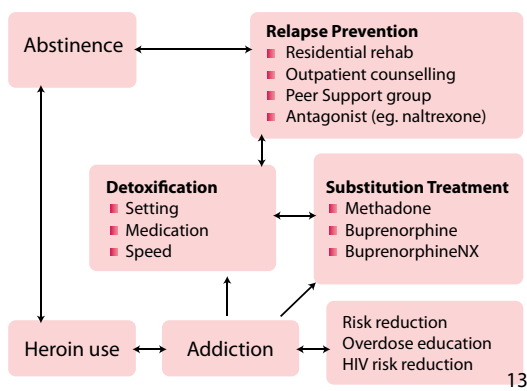 Abstinence
Relapse Prevention
Residential rehab
Outpatient counselling
Peer Support group
Antagonist (eg. naltrexone)
Detoxification
Setting
Medication
Speed
Substitution Treatment
Methadone
Buprenorphine
BuprenorphineNX
Heroin use
Addiction
Risk reduction
Overdose education
HIV risk reduction
13